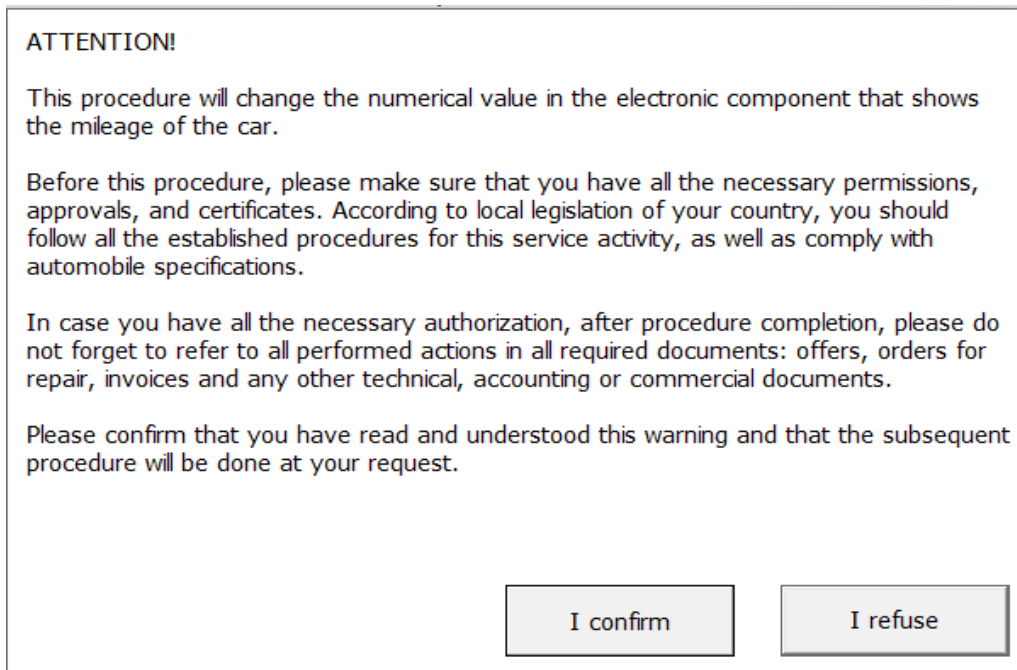 ATTENTION!
This procedure will change the numerical value in the electronic component that shows
the mileage of the car.
Before this procedure, please make sure that you have all the necessary permissions,
approvals, and certificates. According to local legislation of your country, you should
follow all the established procedures for this service activity, as well as comply with
automobile specifications.
In case you have all the necessary authorization, after procedure completion, please do
not forget to refer to all performed actions in all required documents: offers, orders for
repair, invoices and any other technical, accounting or commercial documents.
Please confirm that you have read and understood this warning and that the subsequent
procedure will be done at your request.
I confirm
I refuse